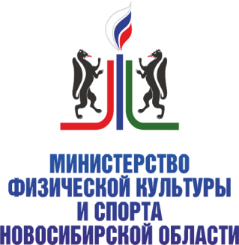 МИНИСТЕРСТВО
ФИЗИЧЕСКОЙ КУЛЬТУРЫ
И СПОРТА
НОВОСИБИРСКОЙ ОБЛАСТИ